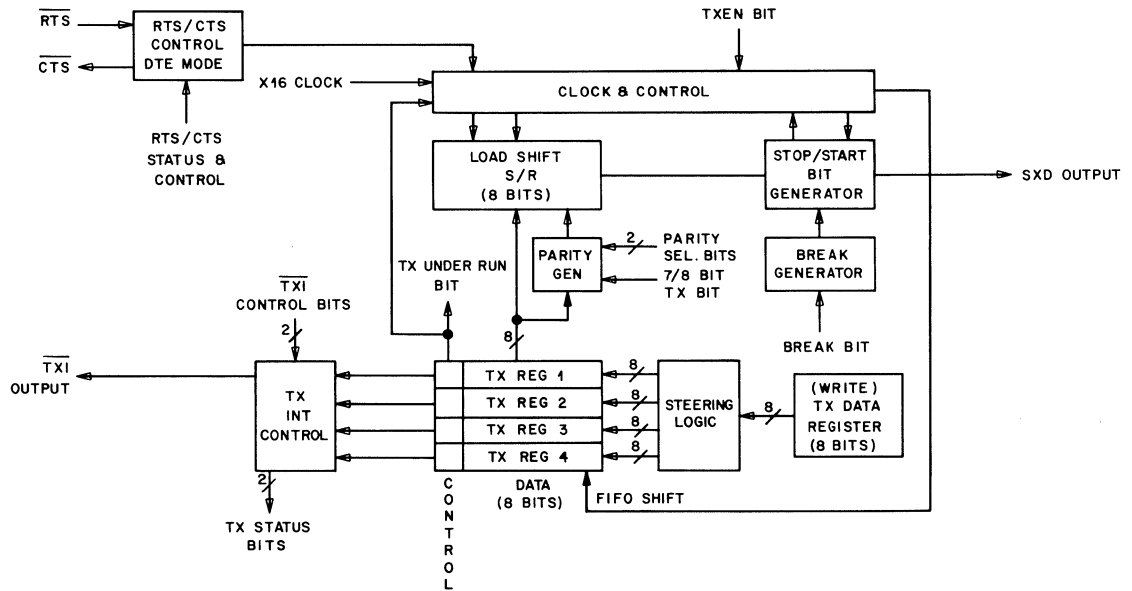 RTS
CTS
RTS/CTS
CONTROL
DTE MODE
RTS/CTS
STATUS &
CONTROL
TXEN BIT
X16 CLOCK
CLOCK & CONTROL
LOAD SHIFT
S/R
(8 BITS)
STOP/START
BIT
GENERATOR
SXD OUTPUT
PARITY
GEN
2
PARITY
SEL. BITS
7/8 BIT
TX BIT
BREAK
GENERATOR
BREAK BIT
TX UNDER RUN
BIT
8
TXI
CONTROL BITS
2
TXI
OUTPUT
TX
INT
CONTROL
2
TX STATUS
BITS
TX REG 1
TX REG 2
TX REG 3
TX REG 4
8
8
8
8
STEERING
LOGIC
8
(WRITE)
TX DATA
REGISTER
(8 BITS)
CONTROL
DATA
(8 BITS)
FIFO SHIFT